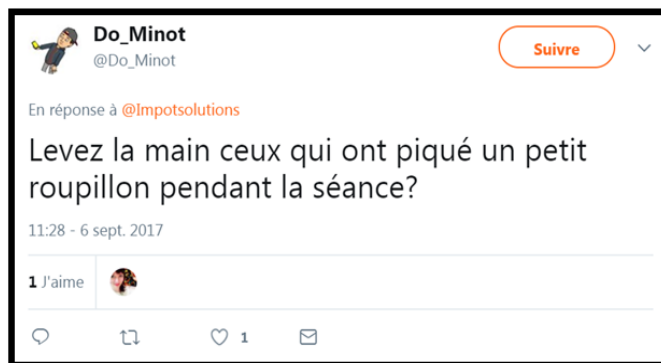 Do_Minot
@Do_Minot
Suivre
En réponse à @Impotsolutions
Levez la main ceux qui ont piqué un petit
roupillon pendant la séance?
11:28 - 6 sept. 2017
1 J'aime
1